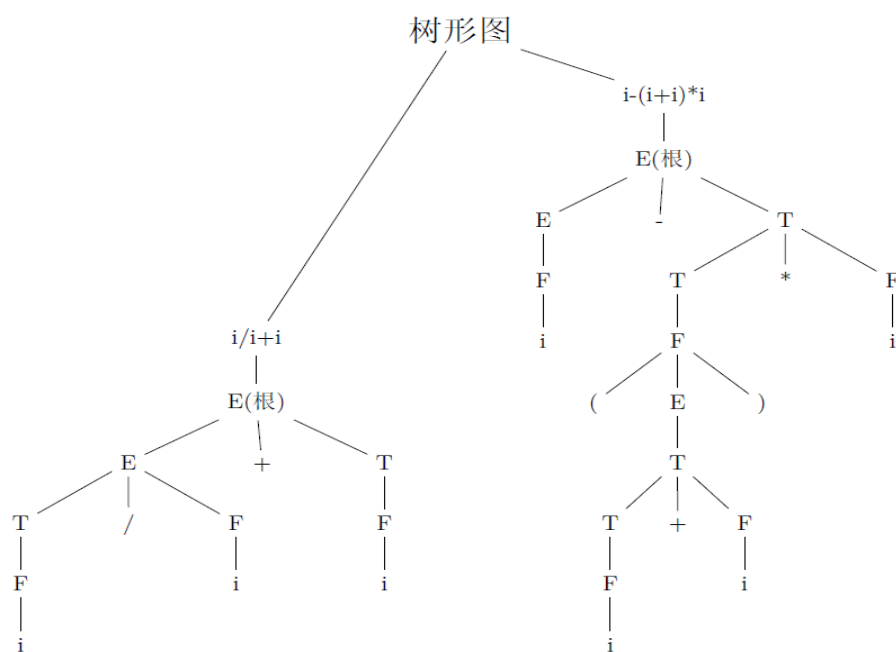 树形图
i-(i+i)*i
E(根)
E - T
F T * F
i i/i+i F i
E(根) ( E )
E + T T
T / F F T + F
F i i F i
i i